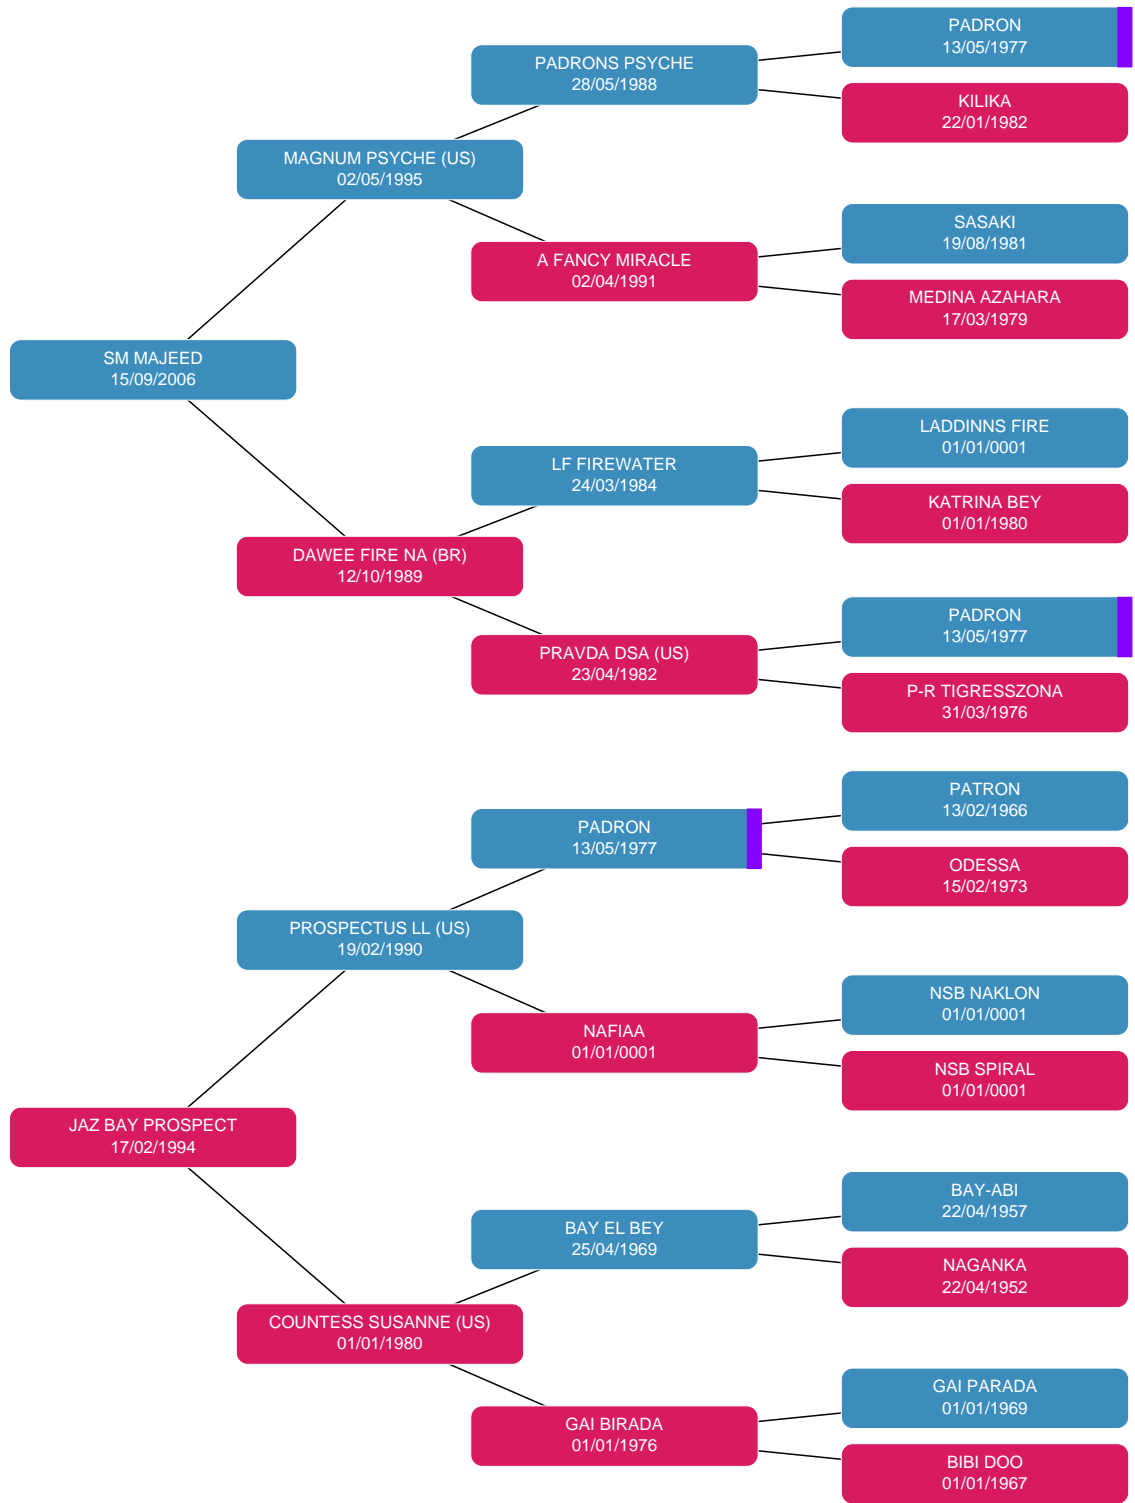 PADRON
13/05/1977
PADRONS PSYCHE
28/05/1988
KILIKA
22/01/1982
MAGNUM PSYCHE (US)
02/05/1995
SASAKI
19/08/1981
A FANCY MIRACLE
02/04/1991
MEDINA AZAHARA
17/03/1979
SM MAJEED
15/09/2006
LADDINNS FIRE
01/01/0001
LF FIREWATER
24/03/1984
KATRINA BEY
01/01/1980
DAWEE FIRE NA (BR)
12/10/1989
PADRON
13/05/1977
PRAVDA DSA (US)
23/04/1982
P-R TIGRESSZONA
31/03/1976
PATRON
13/02/1966
PADRON
13/05/1977
ODESSA
15/02/1973
PROSPECTUS LL (US)
19/02/1990
NSB NAKLON
01/01/0001
NAFIAA
01/01/0001
NSB SPIRAL
01/01/0001
JAZ BAY PROSPECT
17/02/1994
BAY-ABI
22/04/1957
BAY EL BEY
25/04/1969
NAGANKA
22/04/1952
COUNTESS SUSANNE (US)
01/01/1980
GAI PARADA
01/01/1969
GAI BIRADA
01/01/1976
BIBI DOO
01/01/1967